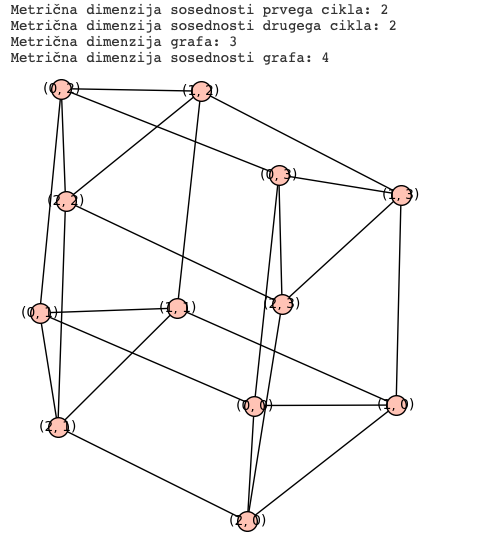 Metrična dimenzija sosednosti prvega cikla: 2
Metrična dimenzija sosednosti drugega cikla: 2
Metrična dimenzija grafa: 3
Metrična dimenzija sosednosti grafa: 4
(0, 2) (1, 2)
(0, 3)
(1, 3)
(2, 2)
(2, 3)
(1, 1)
(0, 1)
(0, 0) (1, 0)
(2, 1)
(2, 0)